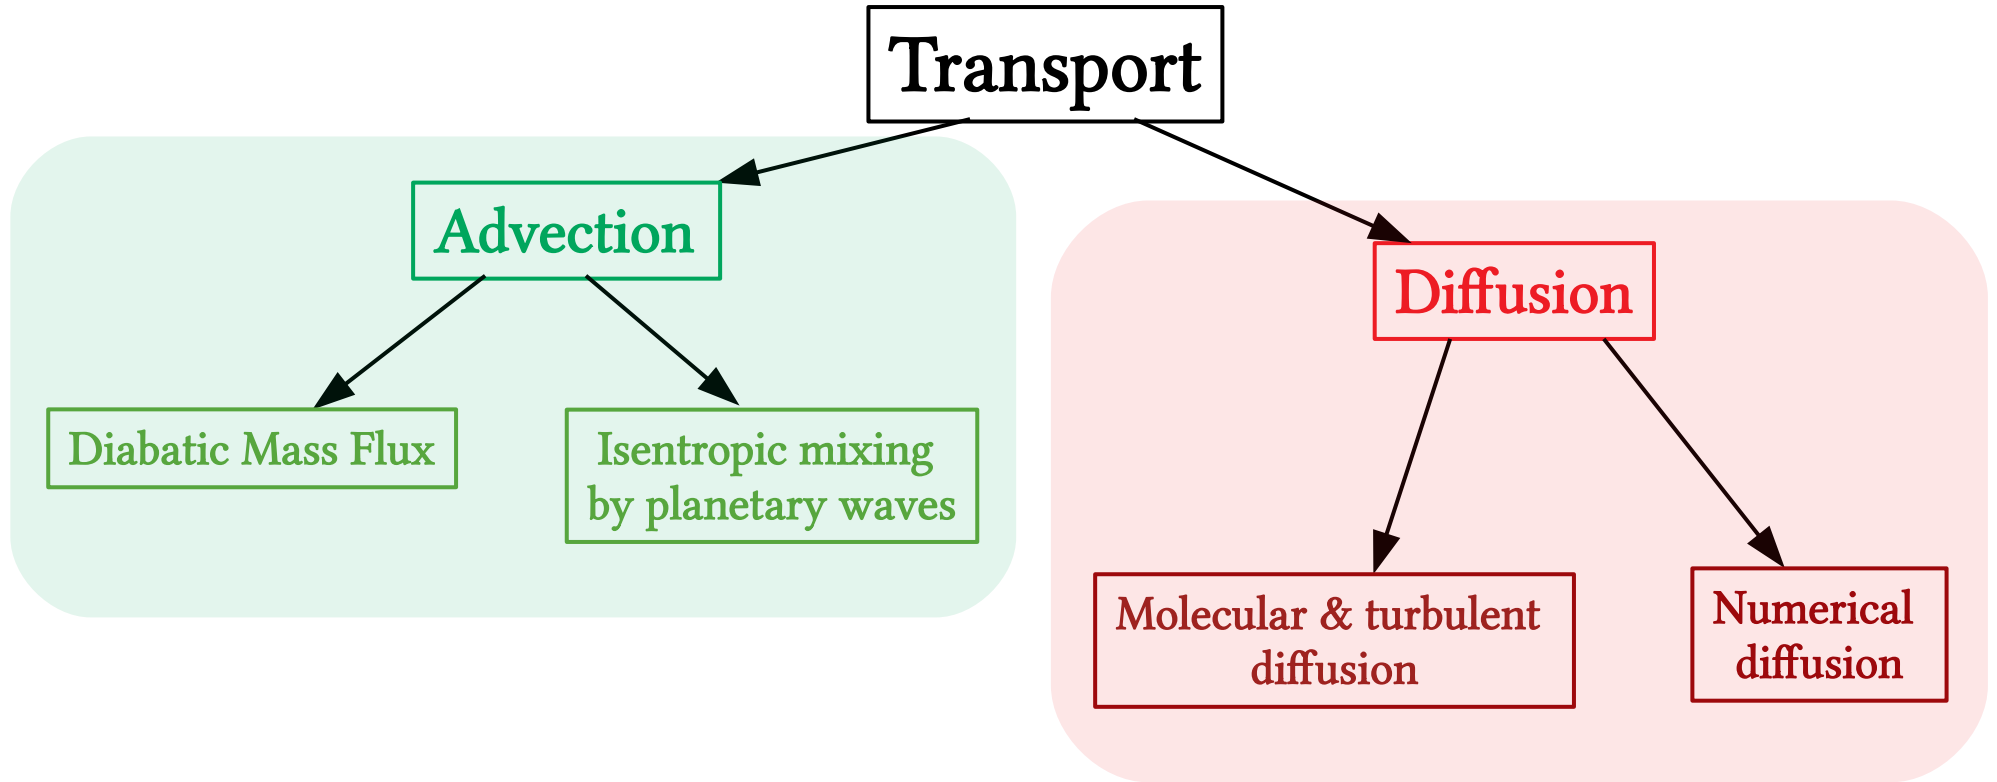 Transport
Advection
Diffusion
Diabatic Mass Flux
Isentropic mixing
by planetary waves
Molecular & turbulent
diffusion
Numerical
diffusion